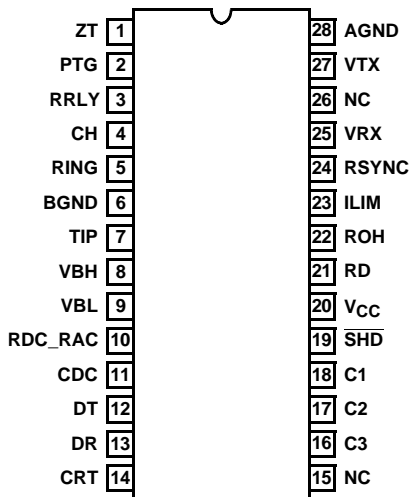 ZT 1 28 AGND
PTG 2 27 VTX
RRLY 3 26 NC
CH 4 25 VRX
RING 5 24 RSYNC
BGND 6 23 ILIM
TIP 7 22 ROH
VBH 8 21 RD
VBL 9 20 VCC
RDC_RAC 10 19 SHD
CDC 11 18 C1
DT 12 17 C2
DR 13 16 C3
CRT 14 15 NC